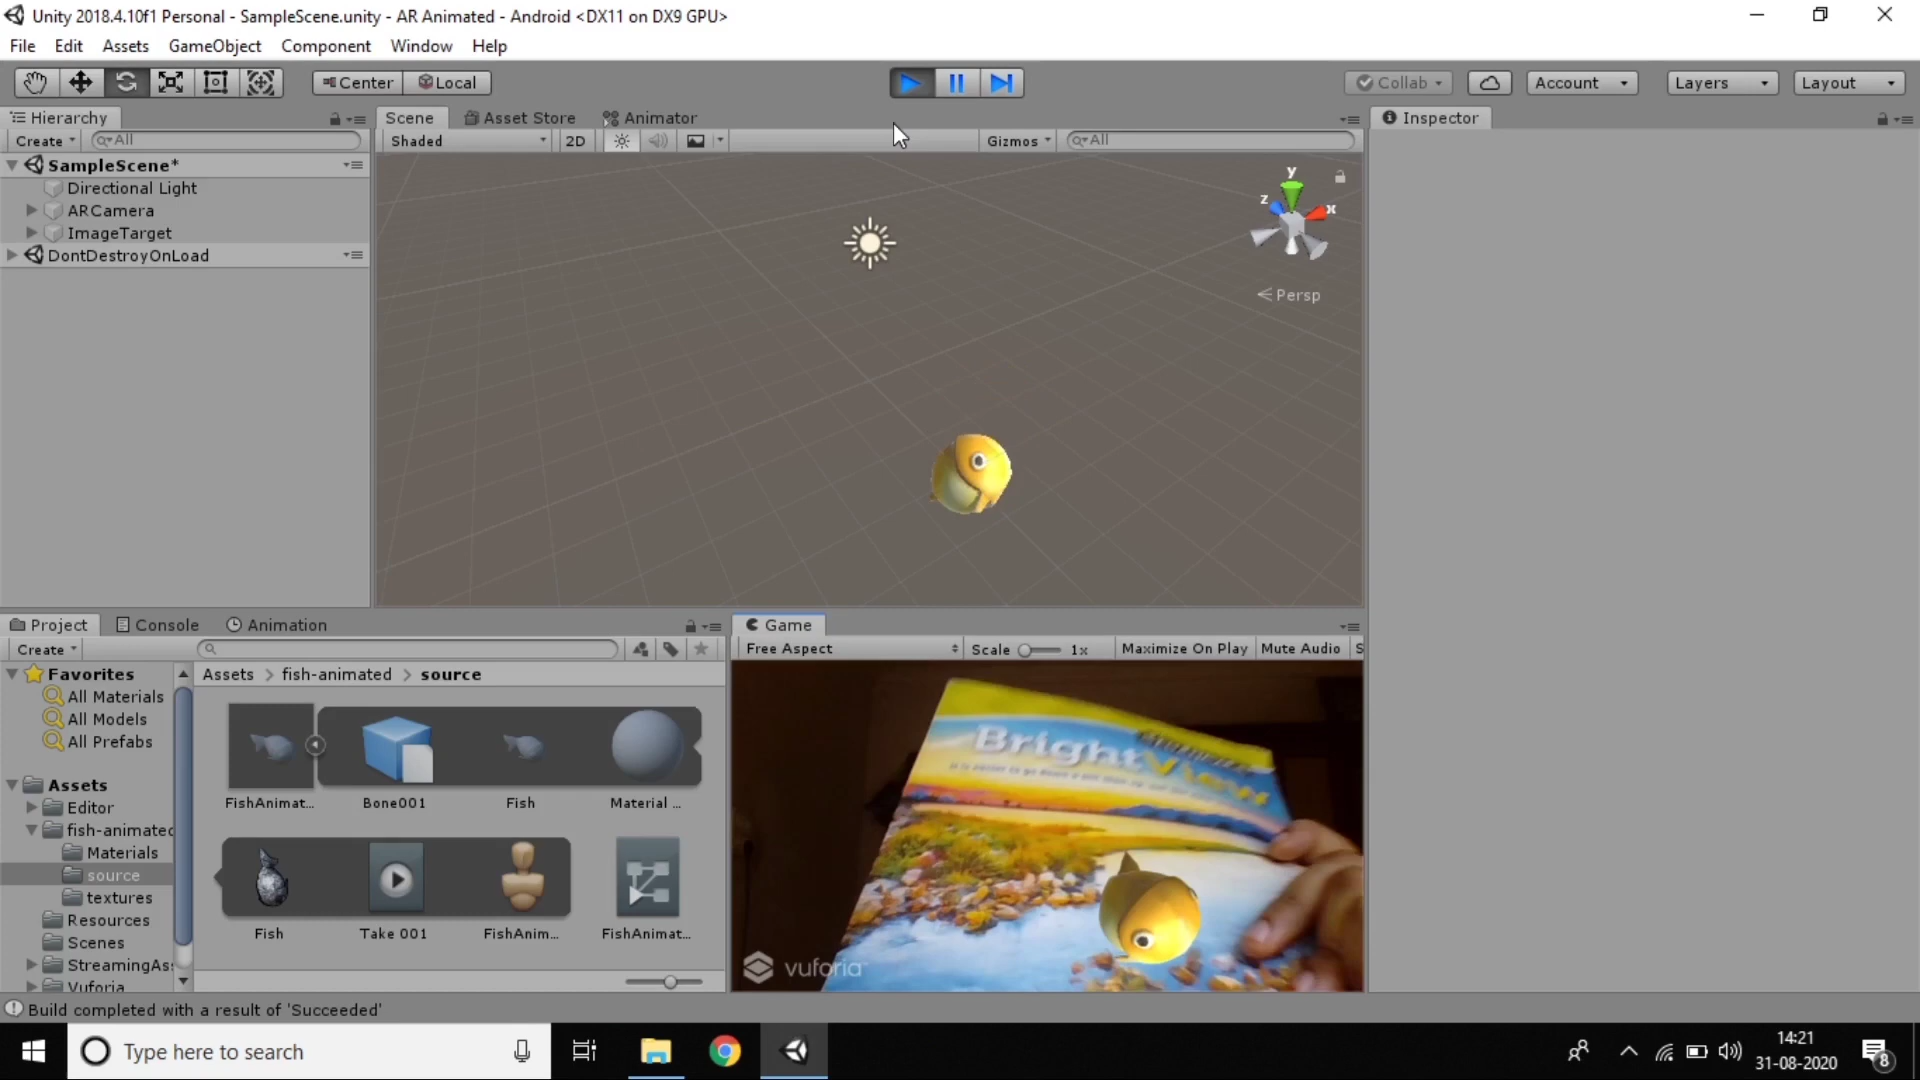 Unity 2018.4.10f1 Personal - SampleScene.unity - AR Animated - Android <DX11 on DX9 GPU>
File Edit Assets GameObject Component Window Help
Center Local Collab Account Layers Layout
Hierarchy
Create All
SampleScene*
Directional Light
ARCamera
ImageTarget
DontDestroyOnLoad
Scene Asset Store Animator
Shaded 2D Gizmos All
y
z x
Persp
Inspector
Project Console Animation
Create
Favorites
All Materials
All Models
All Prefabs
Assets
Editor
fish-animated
Materials
source
textures
Resources
Scenes
StreamingAss
Vuforia
Assets > fish-animated > source
FishAnimat... Bone001 Fish Material ...
Fish Take 001 FishAnim... FishAnimat...
Game
Free Aspect Scale 1x Maximize On Play Mute Audio S
BrightView
vuforia
Build completed with a result of 'Succeeded'
Type here to search
14:21
31-08-2020
8